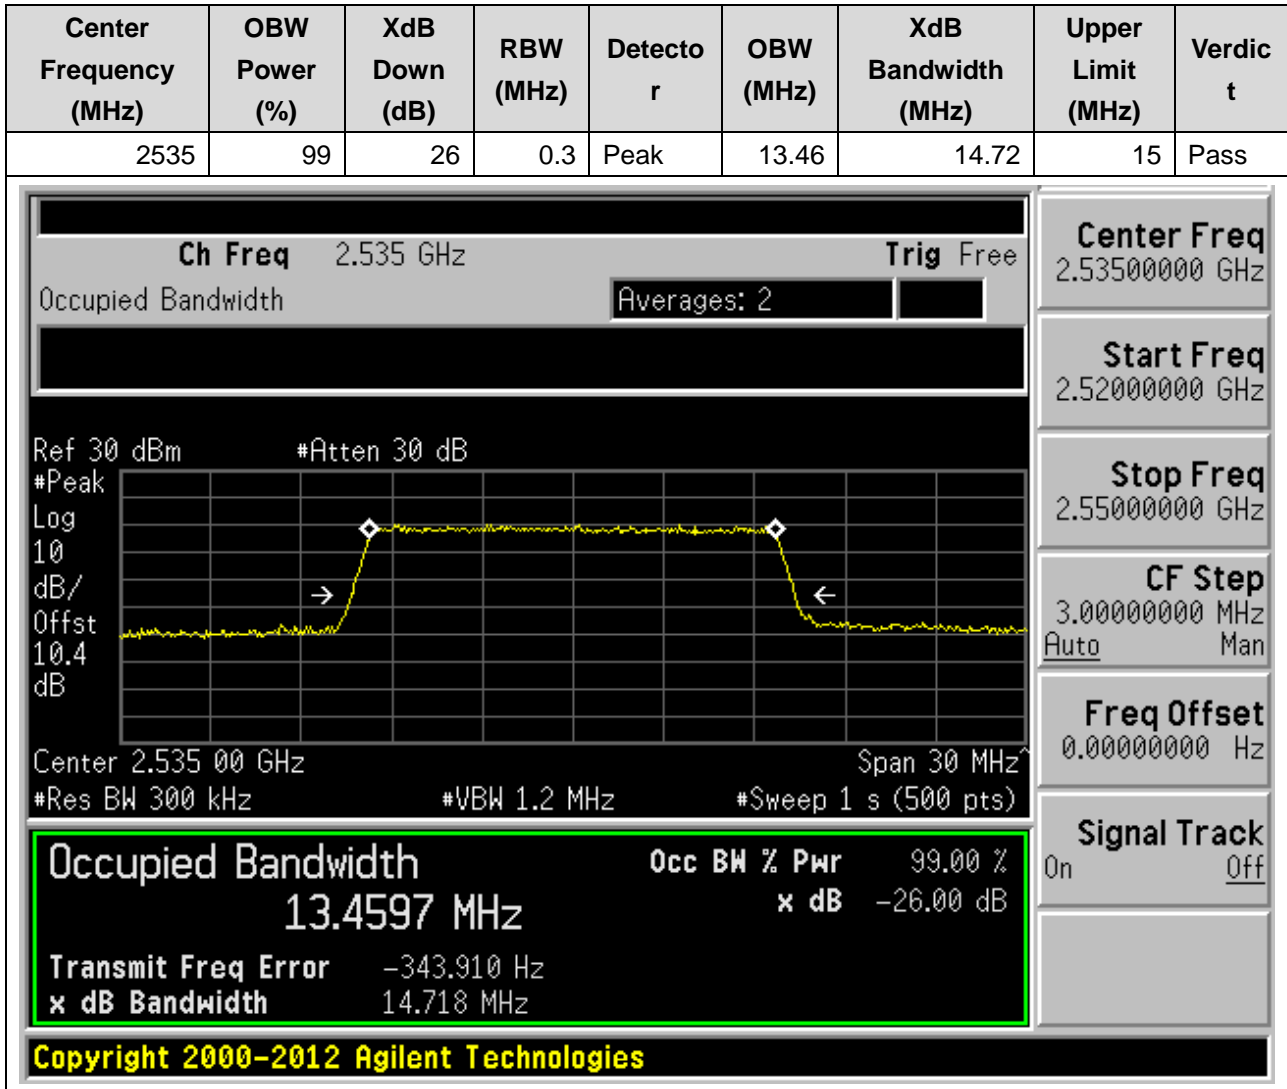 Center Frequency (MHz) OBW Power (%) XdB Down (dB) RBW (MHz) Detector OBW (MHz) XdB Bandwidth (MHz) Upper Limit (MHz) Verdict
2535 99 26 0.3 Peak 13.46 14.72 15 Pass
Ch Freq 2.535 GHz Trig Free
Occupied Bandwidth Averages: 2
Ref 30 dBm #Atten 30 dB
#Peak
Log
10
dB/
Offst
10.4
dB
Center 2.535 00 GHz Span 30 MHz^
#Res BW 300 kHz #VBW 1.2 MHz #Sweep 1 s (500 pts)
Occupied Bandwidth Occ BW % Pwr 99.00 %
13.4597 MHz x dB -26.00 dB
Transmit Freq Error -343.910 Hz
x dB Bandwidth 14.718 MHz
Copyright 2000-2012 Agilent Technologies
Center Freq
2.53500000 GHz
Start Freq
2.52000000 GHz
Stop Freq
2.55000000 GHz
CF Step
3.00000000 MHz
Auto Man
Freq Offset
0.00000000 Hz
Signal Track
On Off